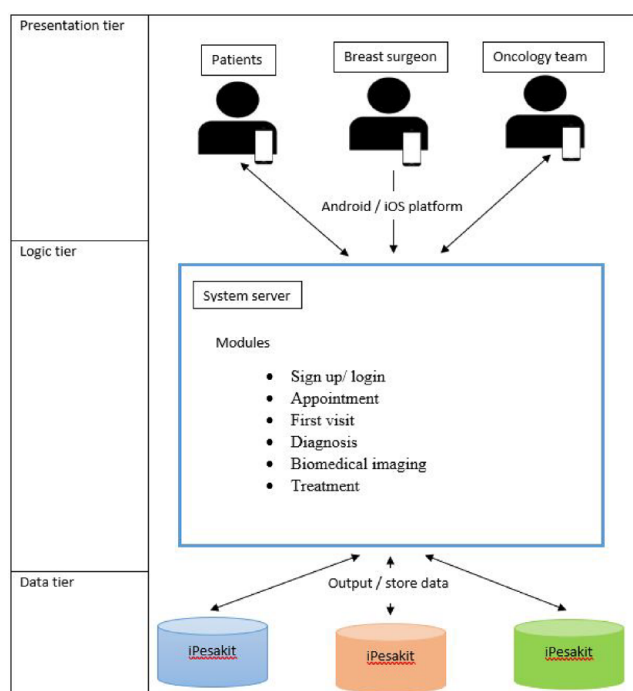 Presentation tier
Patients
Breast surgeon
Oncology team
Android / iOS platform
Logic tier
System server
Modules
• Sign up/ login
• Appointment
• First visit
• Diagnosis
• Biomedical imaging
• Treatment
Data tier
Output / store data
iPesakit
iPesakit
iPesakit